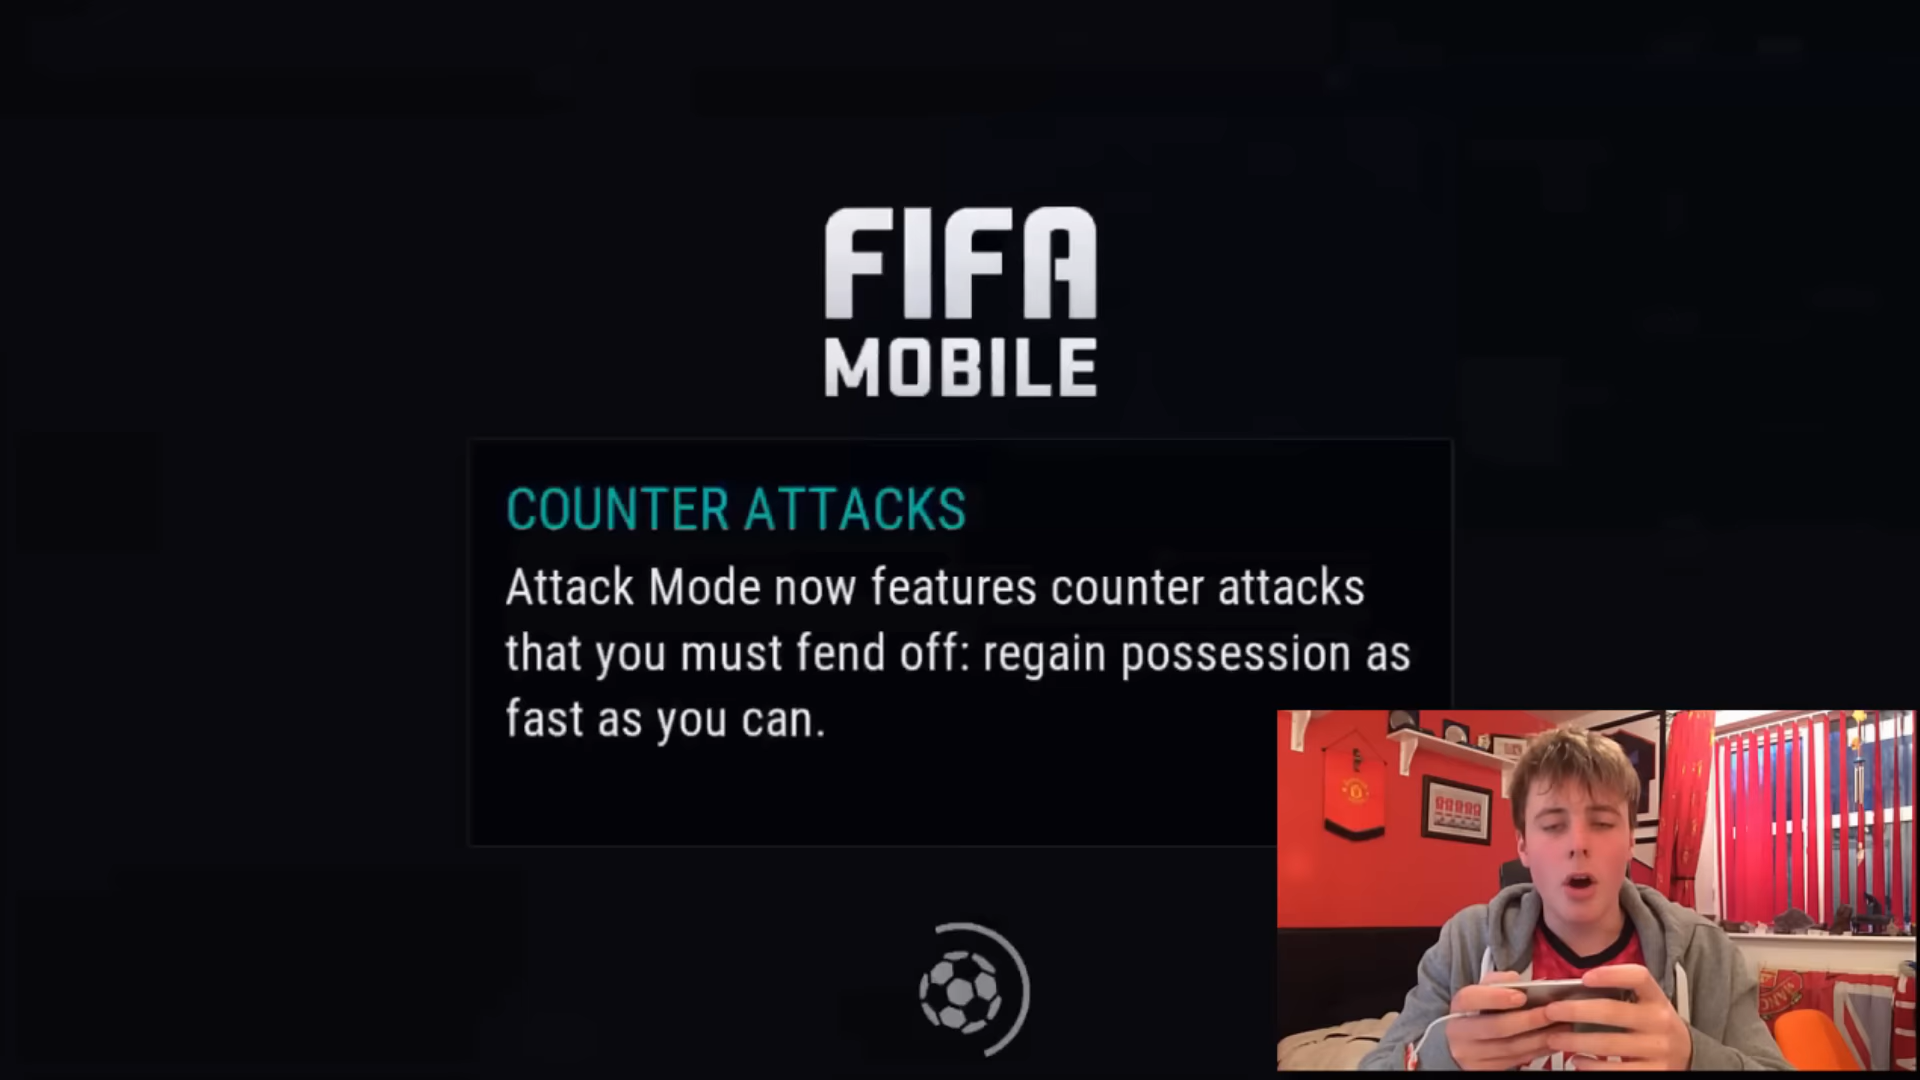 FIFA
MOBILE
COUNTER ATTACKS
Attack Mode now features counter attacks
that you must fend off: regain possession as
fast as you can.